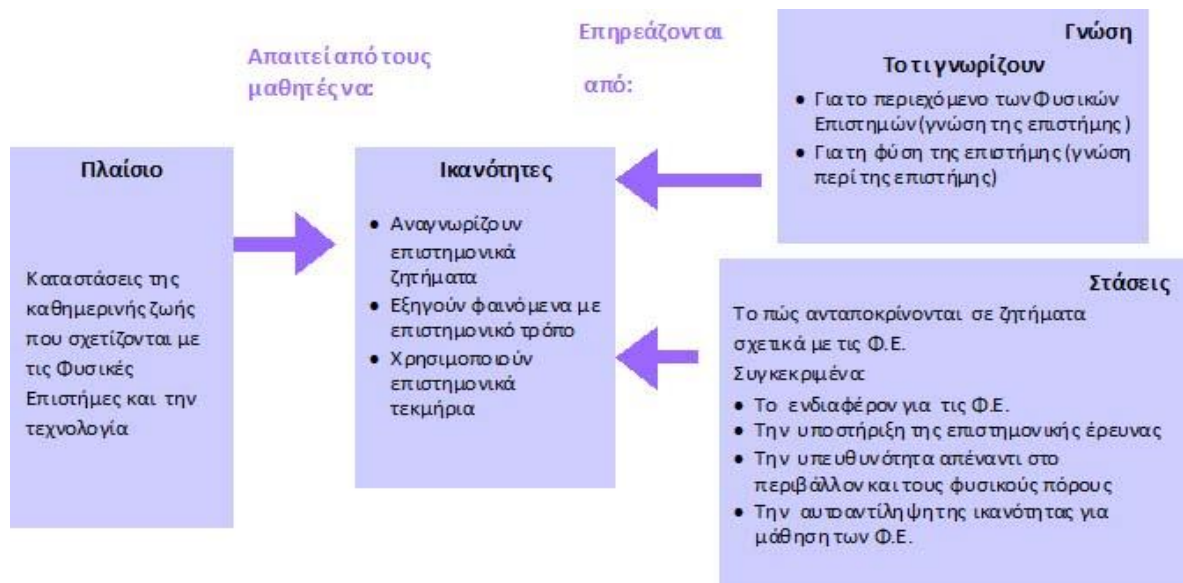 Απαιτεί από τους
μαθητές να:
Επηρεάζονται
από:
Πλαίσιο
Καταστάσεις της
καθημερινής ζωής
που σχετίζονται με
τις Φυσικές
Επιστήμες και την
τεχνολογία
Ικανότητες
• Αναγνωρίζουν
επιστημονικά
ζητήματα
• Εξηγούν φαινόμενα με
επιστημονικό τρόπο
• Χρησιμοποιούν
επιστημονικά
τεκμήρια
Γνώση
Το τι γνωρίζουν
• Για το περιεχόμενο των Φυσικών
Επιστημών (γνώση της επιστήμης)
• Για τη φύση της επιστήμης (γνώση
περί της επιστήμης)
Στάσεις
Το πώς ανταποκρίνονται σε ζητήματα
σχετικά με τις Φ.Ε.
Συγκεκριμένα:
• Το ενδιαφέρον για τις Φ.Ε.
• Την υποστήριξη της επιστημονικής έρευνας
• Την υπευθυνότητα απέναντι στο
περιβάλλον και τους φυσικούς πόρους
• Την αυτοαντίληψη της ικανότητας για
μάθηση των Φ.Ε.